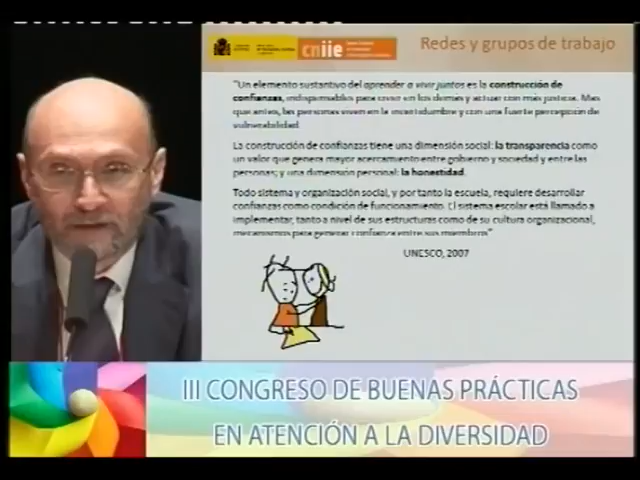 cniie
Redes y grupos de trabajo
"Un elemento sustantivo del aprender a vivir juntos es la construcción de
confianzas, indispensables para creer en los demás y actuar con más justicia. Mas
que antes, las personas viven en la incertidumbre y con una fuerte percepción de
vulnerabilidad.
La construcción de confianzas tiene una dimensión social: la transparencia como
un valor que genera mayor acercamiento entre gobierno y sociedad y entre las
personas; y una dimensión personal: la honestidad.
Todo sistema y organización social, y por tanto la escuela, requiere desarrollar
confianzas como condición de funcionamiento. El sistema escolar está llamado a
implementar, tanto a nivel de sus estructuras como de su cultura organizacional,
mecanismos para generar confianza entre sus miembros"
UNESCO, 2007
III CONGRESO DE BUENAS PRÁCTICAS
EN ATENCIÓN A LA DIVERSIDAD